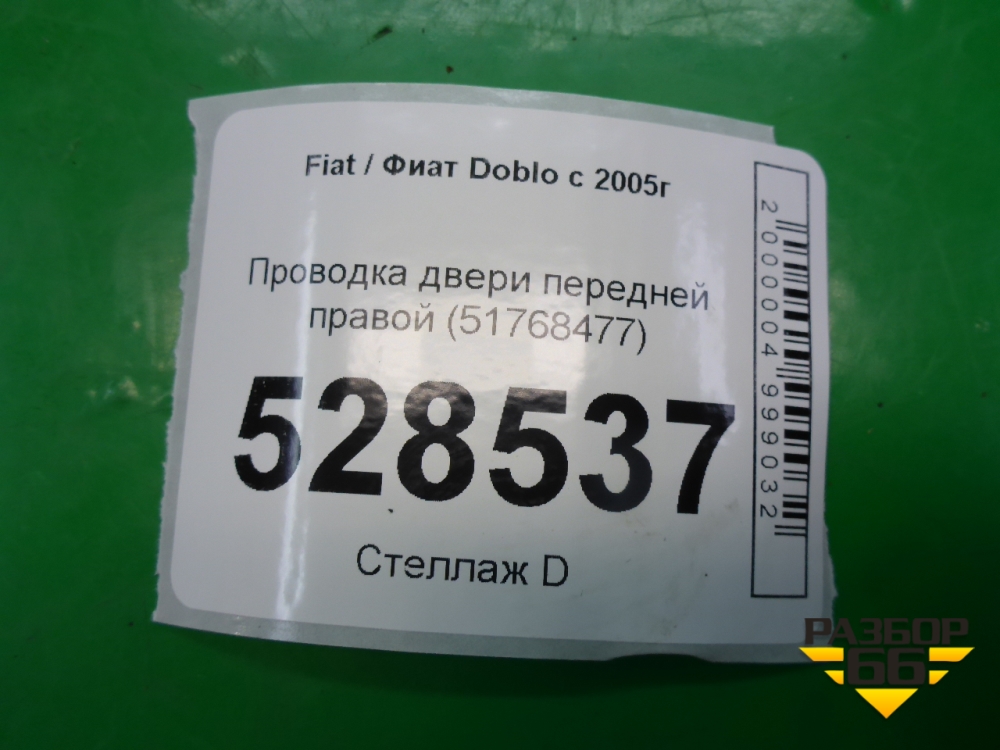 Fiat / Фиат Doblo с 2005г
Проводка двери передней
правой (51768477)
528537
Стеллаж D
2000004999032
РАЗБОР
66